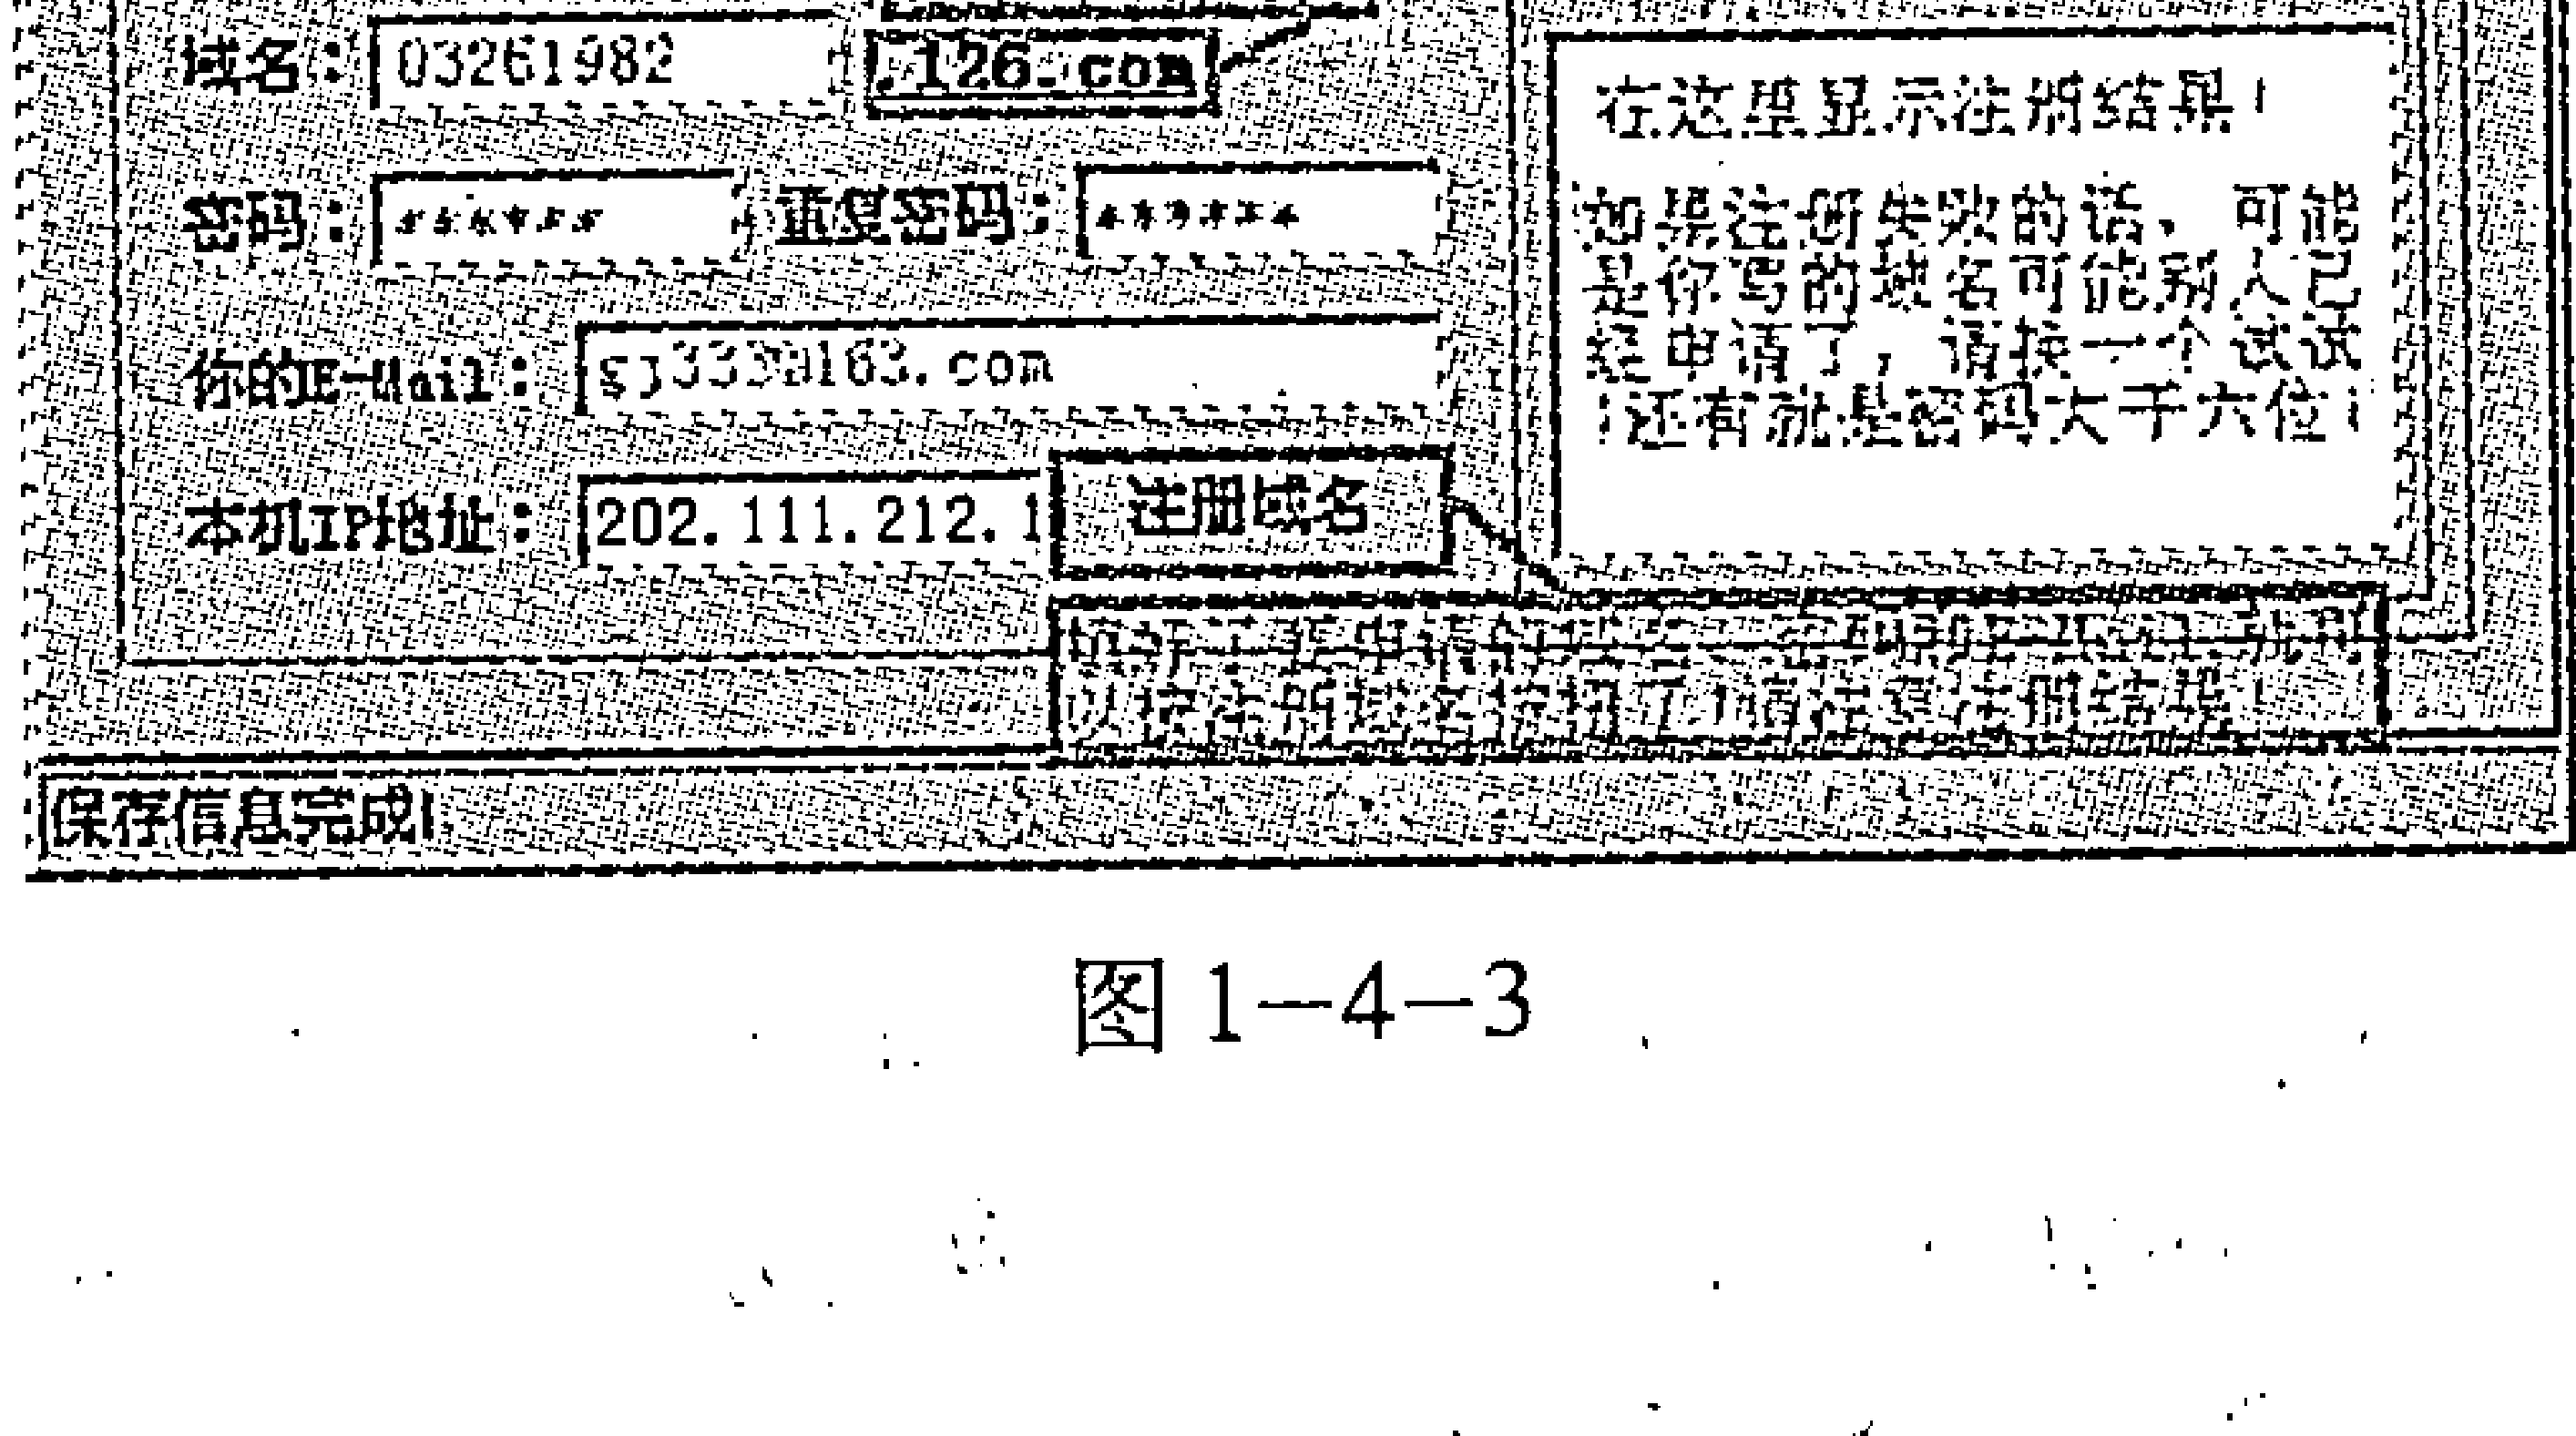 域名： 03261982 .126.com
密码： ****** 重复密码： ******
你的E-Mail： sj333@163.com
本机IP地址： 202.111.212.1 注册域名
在这里显示注册结果！
如果注册失败的话，可能
是你写的域名可能别人已
经申请了，请换一个试试
！还有就是密码大于六位！
保存信息完成！
图 1－4－3